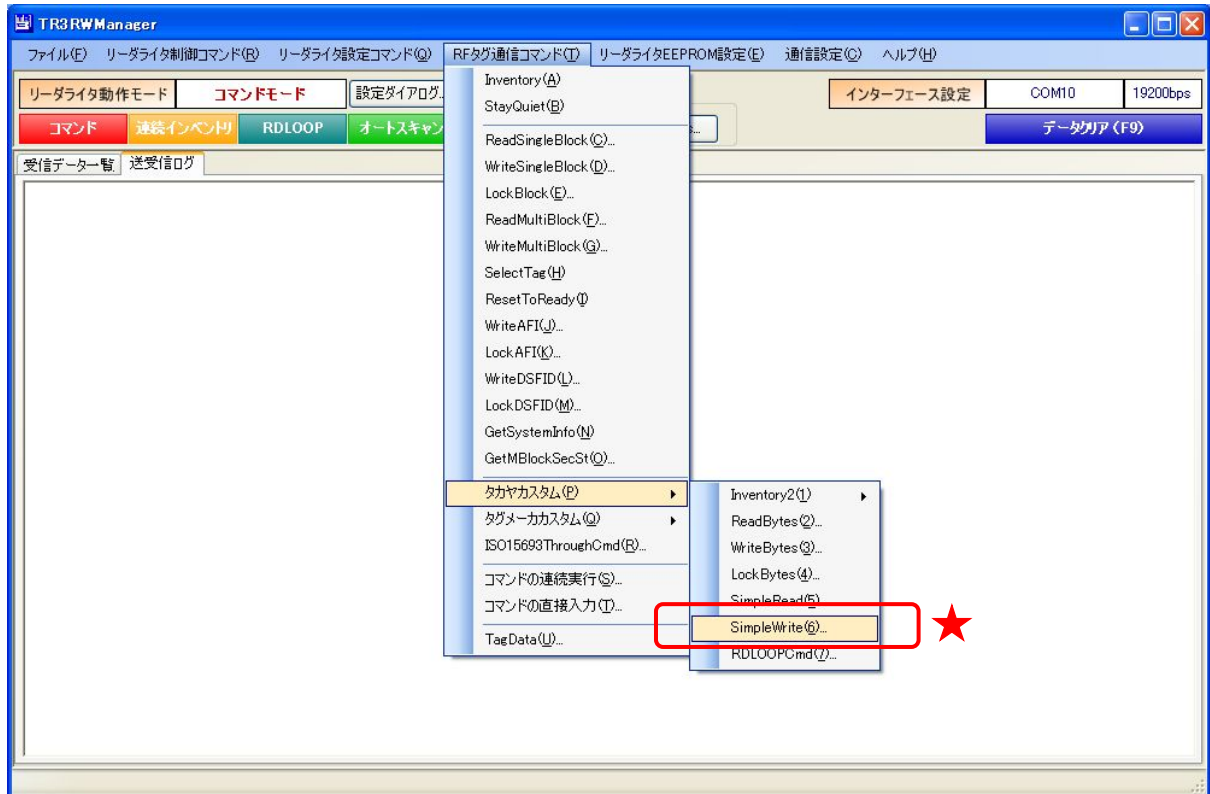 TR3RWManager
ファイル(F) リーダライタ制御コマンド(R) リーダライタ設定コマンド(Q) RFタグ通信コマンド(T) リーダライタEEPROM設定(E) 通信設定(C) ヘルプ(H)
リーダライタ動作モード コマンドモード 設定ダイアログ... インターフェース設定 COM10 19200bps
コマンド 連続インベントリ RDLOOP オートスキャン データクリア(F9)
受信データ一覧 送受信ログ
Inventory(A)
StayQuiet(B)
ReadSingleBlock(C)...
WriteSingleBlock(D)...
LockBlock(E)...
ReadMultiBlock(F)...
WriteMultiBlock(G)...
SelectTag(H)
ResetToReady(I)
WriteAFI(J)...
LockAFI(K)...
WriteDSFID(L)...
LockDSFID(M)...
GetSystemInfo(N)
GetMBlockSecSt(O)...
タカヤカスタム(P)
タグメーカカスタム(Q)
ISO15693ThroughCmd(R)...
コマンドの連続実行(S)...
コマンドの直接入力(T)...
TagData(U)...
Inventory2(1)
ReadBytes(2)...
WriteBytes(3)...
LockBytes(4)...
SimpleRead(5)
SimpleWrite(6)...
RDLOOPCmd(7)...